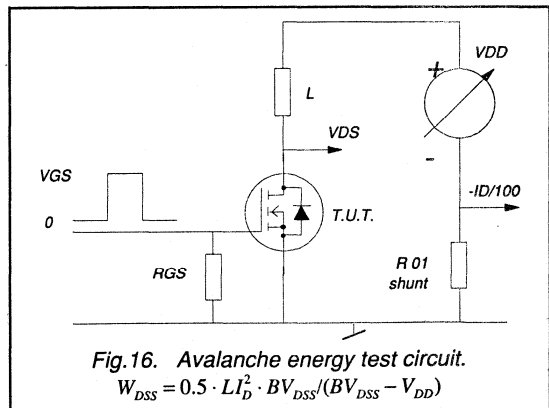 VDD
+
L
VDS
-
VGS
-ID/100
0
T.U.T.
RGS
R 01
shunt
Fig.16. Avalanche energy test circuit.
W_DSS = 0.5 · LI_D^2 · BV_DSS/(BV_DSS − V_DD)